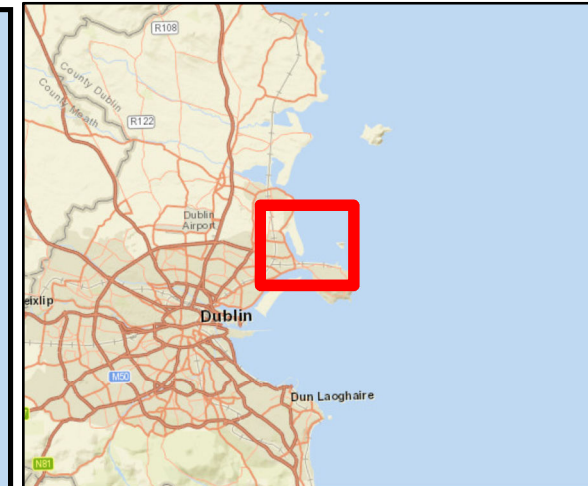 R108
County Dublin
County Meath
R122
Dublin
Airport
eixlip
Dublin
M50
Dun Laoghaire
N81